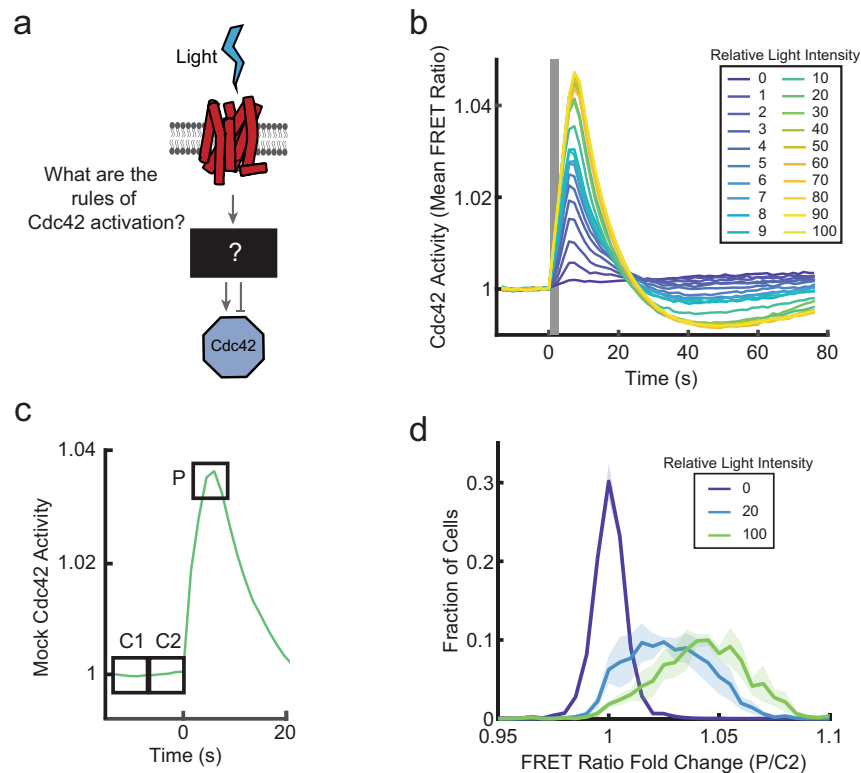 a
Light
What are the
rules of
Cdc42 activation?
?
Cdc42
b
Cdc42 Activity (Mean FRET Ratio)
1.04
1.02
1
0
20
40
60
80
Time (s)
Relative Light Intensity
0
1
2
3
4
5
6
7
8
9
10
20
30
40
50
60
70
80
90
100
c
Mock Cdc42 Activity
1.04
1.02
1
P
C1
C2
0
20
Time (s)
d
Fraction of Cells
0.3
0.2
0.1
0
0.95
1
1.05
1.1
FRET Ratio Fold Change (P/C2)
Relative Light Intensity
0
20
100